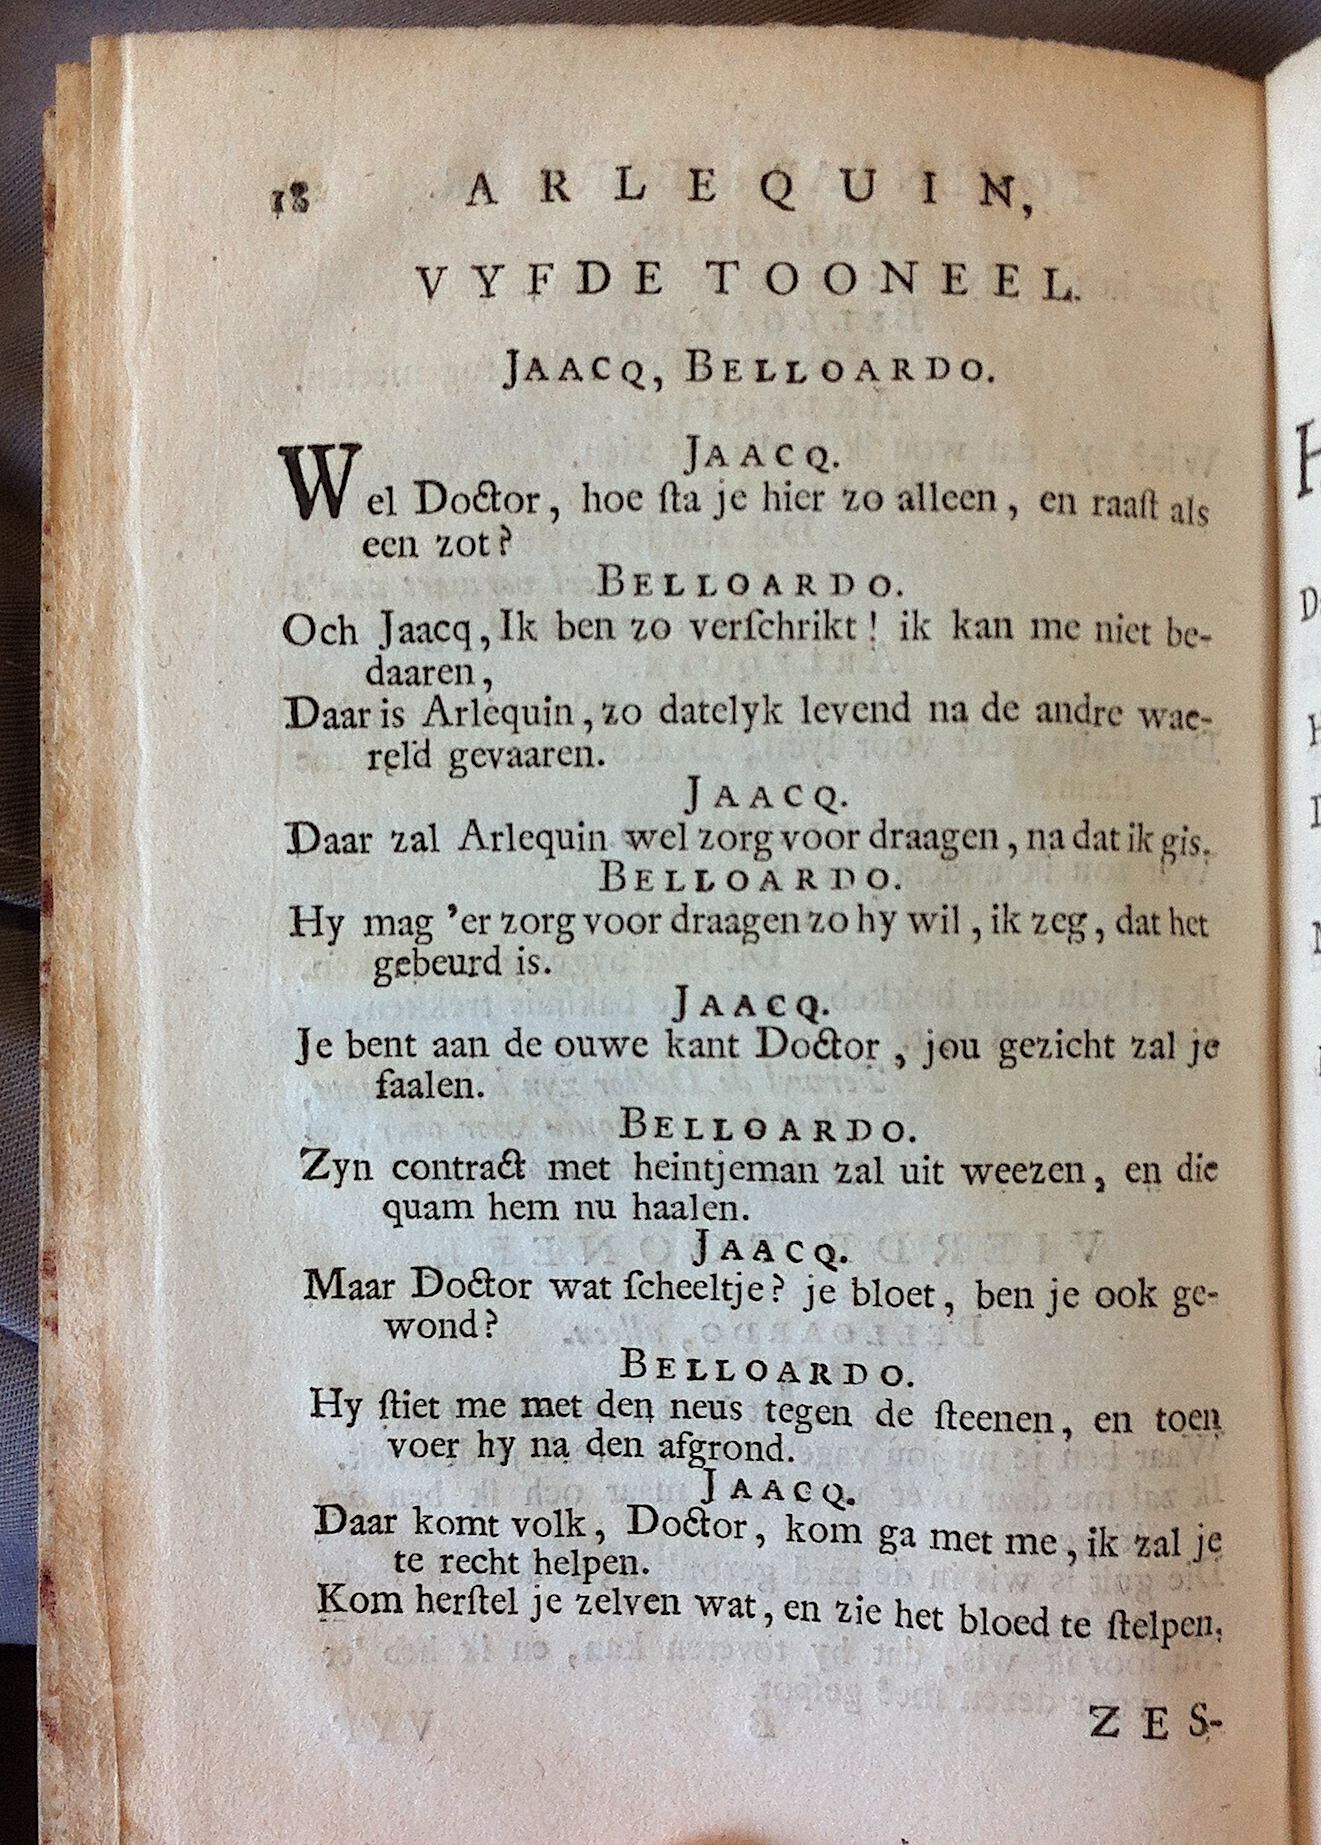 18 ARLEQUIN,
VYFDE TOONEEL.
JAACQ, BELLOARDO.
JAACQ.
Wel Doctor, hoe ſta je hier zo alleen, en raaſt als
een zot?
BELLOARDO.
Och Jaacq, Ik ben zo verſchrikt! ik kan me niet be-
daaren,
Daar is Arlequin, zo datelyk levend na de andre wae-
reld gevaaren.
JAACQ.
Daar zal Arlequin wel zorg voor draagen, na dat ik gis.
BELLOARDO.
Hy mag 'er zorg voor draagen zo hy wil, ik zeg, dat het
gebeurd is.
JAACQ.
Je bent aan de ouwe kant Doctor, jou gezicht zal je
faalen.
BELLOARDO.
Zyn contract met heintjeman zal uit weezen, en die
quam hem nu haalen.
JAACQ.
Maar Doctor wat ſcheeltje? je bloet, ben je ook ge-
wond?
BELLOARDO.
Hy ſtiet me met den neus tegen de ſteenen, en toen
voer hy na den afgrond.
JAACQ.
Daar komt volk, Doctor, kom ga met me, ik zal je
te recht helpen.
Kom herſtel je zelven wat, en zie het bloed te ſtelpen.
ZES-